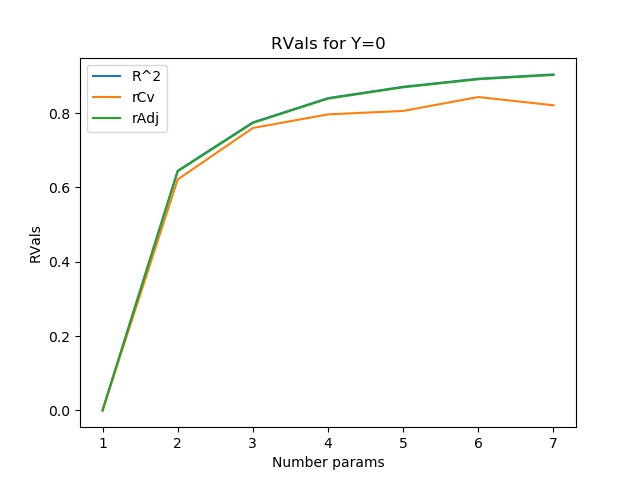 RVals for Y=0
R^2
rCv
rAdj
RVals
0.8
0.6
0.4
0.2
0.0
1 2 3 4 5 6 7
Number params